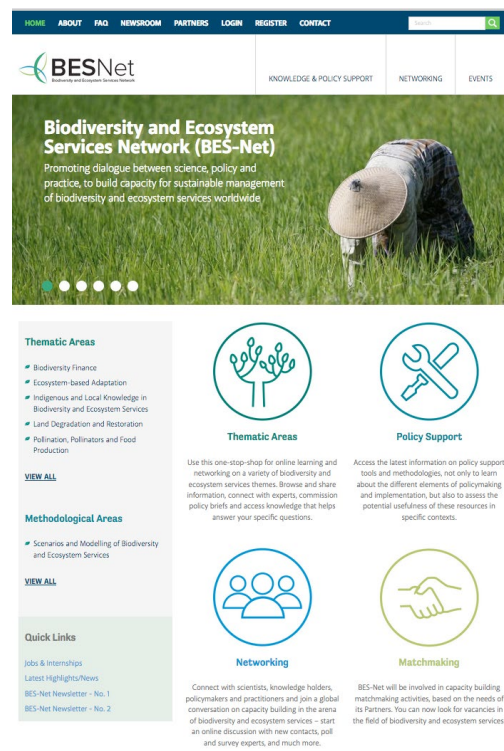 HOME ABOUT FAQ NEWSROOM PARTNERS LOGIN REGISTER CONTACT Search
BESNet
Biodiversity and Ecosystem Services Network
KNOWLEDGE & POLICY SUPPORT NETWORKING EVENTS
Biodiversity and Ecosystem
Services Network (BES-Net)
Promoting dialogue between science, policy and
practice, to build capacity for sustainable management
of biodiversity and ecosystem services worldwide
Thematic Areas
Biodiversity Finance
Ecosystem-based Adaptation
Indigenous and Local Knowledge in
Biodiversity and Ecosystem Services
Land Degradation and Restoration
Pollination, Pollinators and Food
Production
VIEW ALL
Methodological Areas
Scenarios and Modelling of Biodiversity
and Ecosystem Services
VIEW ALL
Quick Links
Jobs & Internships
Latest Highlights/News
BES-Net Newsletter - No. 1
BES-Net Newsletter - No. 2
Thematic Areas
Use this one-stop-shop for online learning and
networking on a variety of biodiversity and
ecosystem services themes. Browse and share
information, connect with experts, commission
policy briefs and access knowledge that helps
answer your specific questions.
Policy Support
Access the latest information on policy support
tools and methodologies, not only to learn
about the different elements of policymaking
and implementation, but also to assess the
potential usefulness of these resources in
specific contexts.
Networking
Connect with scientists, knowledge holders,
policymakers and practitioners and join a global
conversation on capacity building in the arena
of biodiversity and ecosystem services – start
an online discussion with new contacts, poll
and survey experts, and much more.
Matchmaking
BES-Net will be involved in capacity building
matchmaking activities, based on the needs of
its Partners. You can now look for vacancies in
the field of biodiversity and ecosystem services